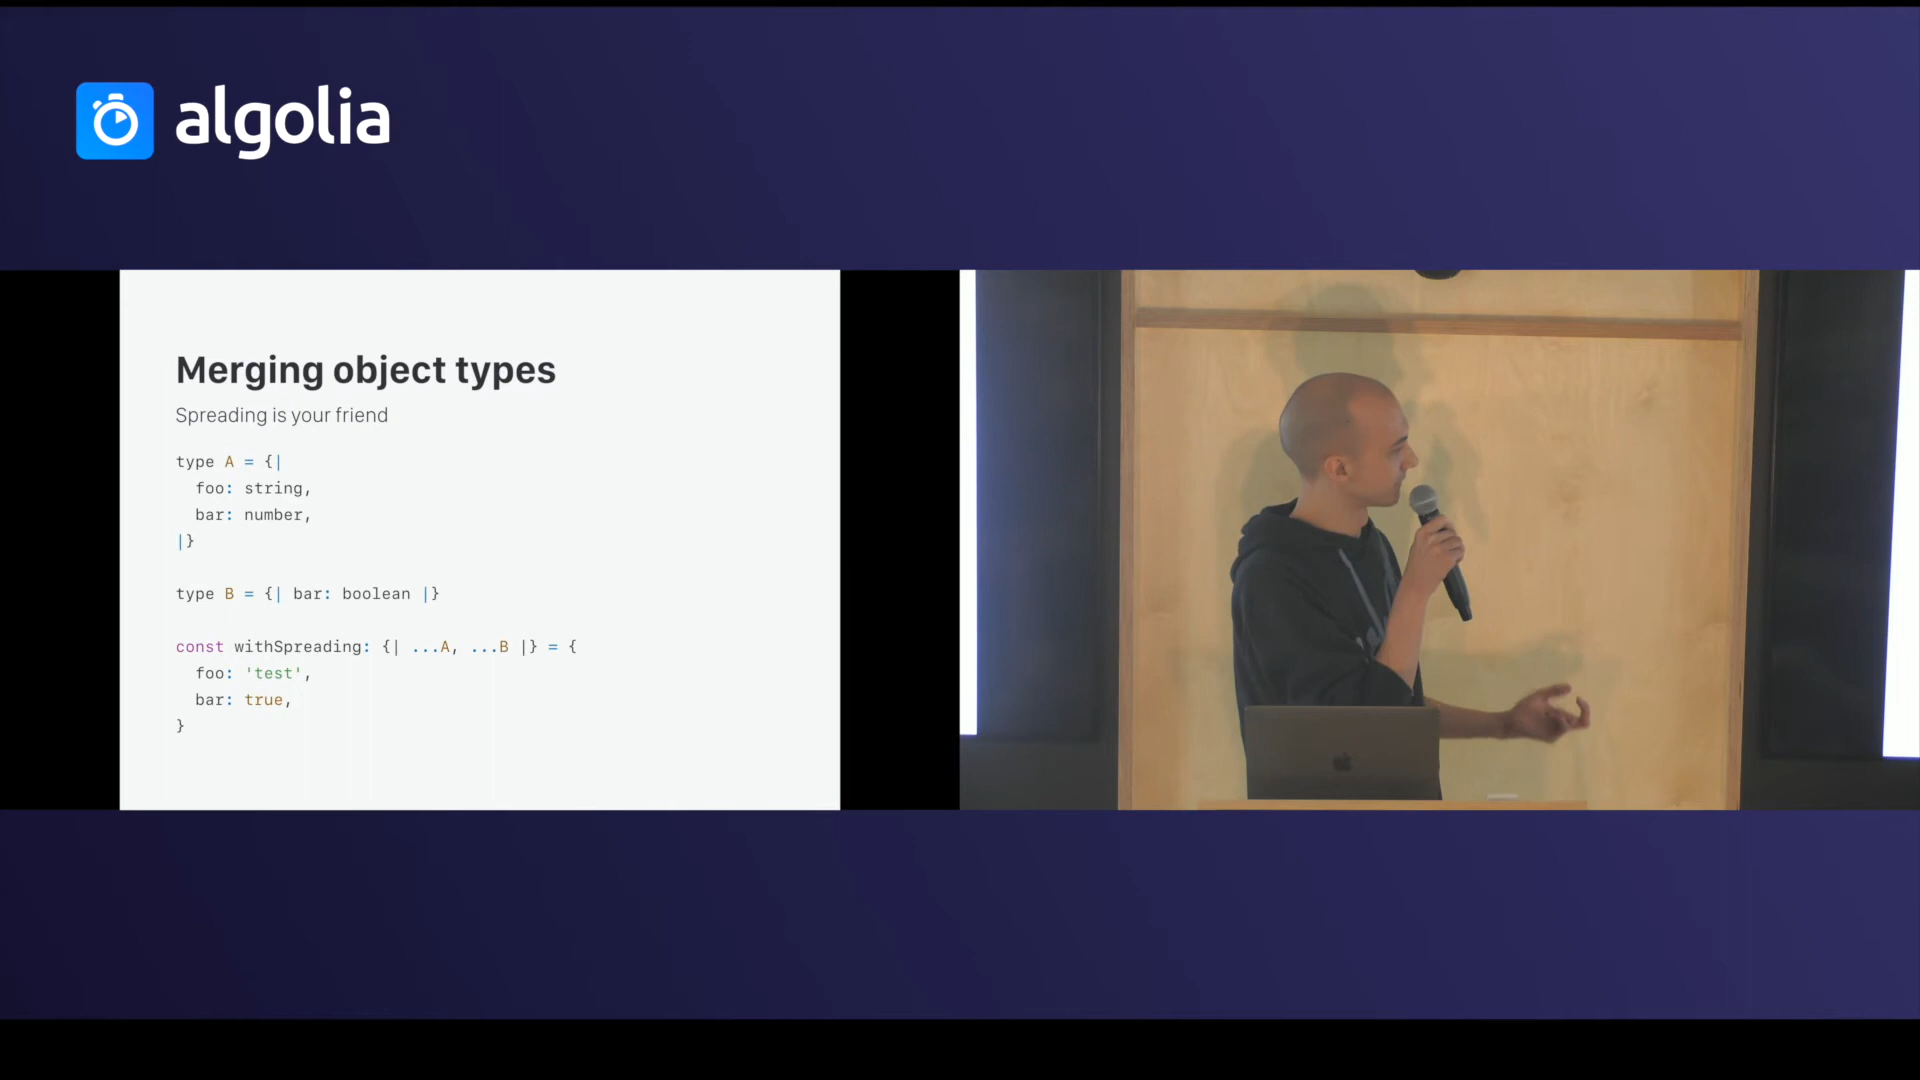 algolia
Merging object types
Spreading is your friend
type A = {|
  foo: string,
  bar: number,
|}
type B = {| bar: boolean |}
const withSpreading: {| ...A, ...B |} = {
  foo: 'test',
  bar: true,
}